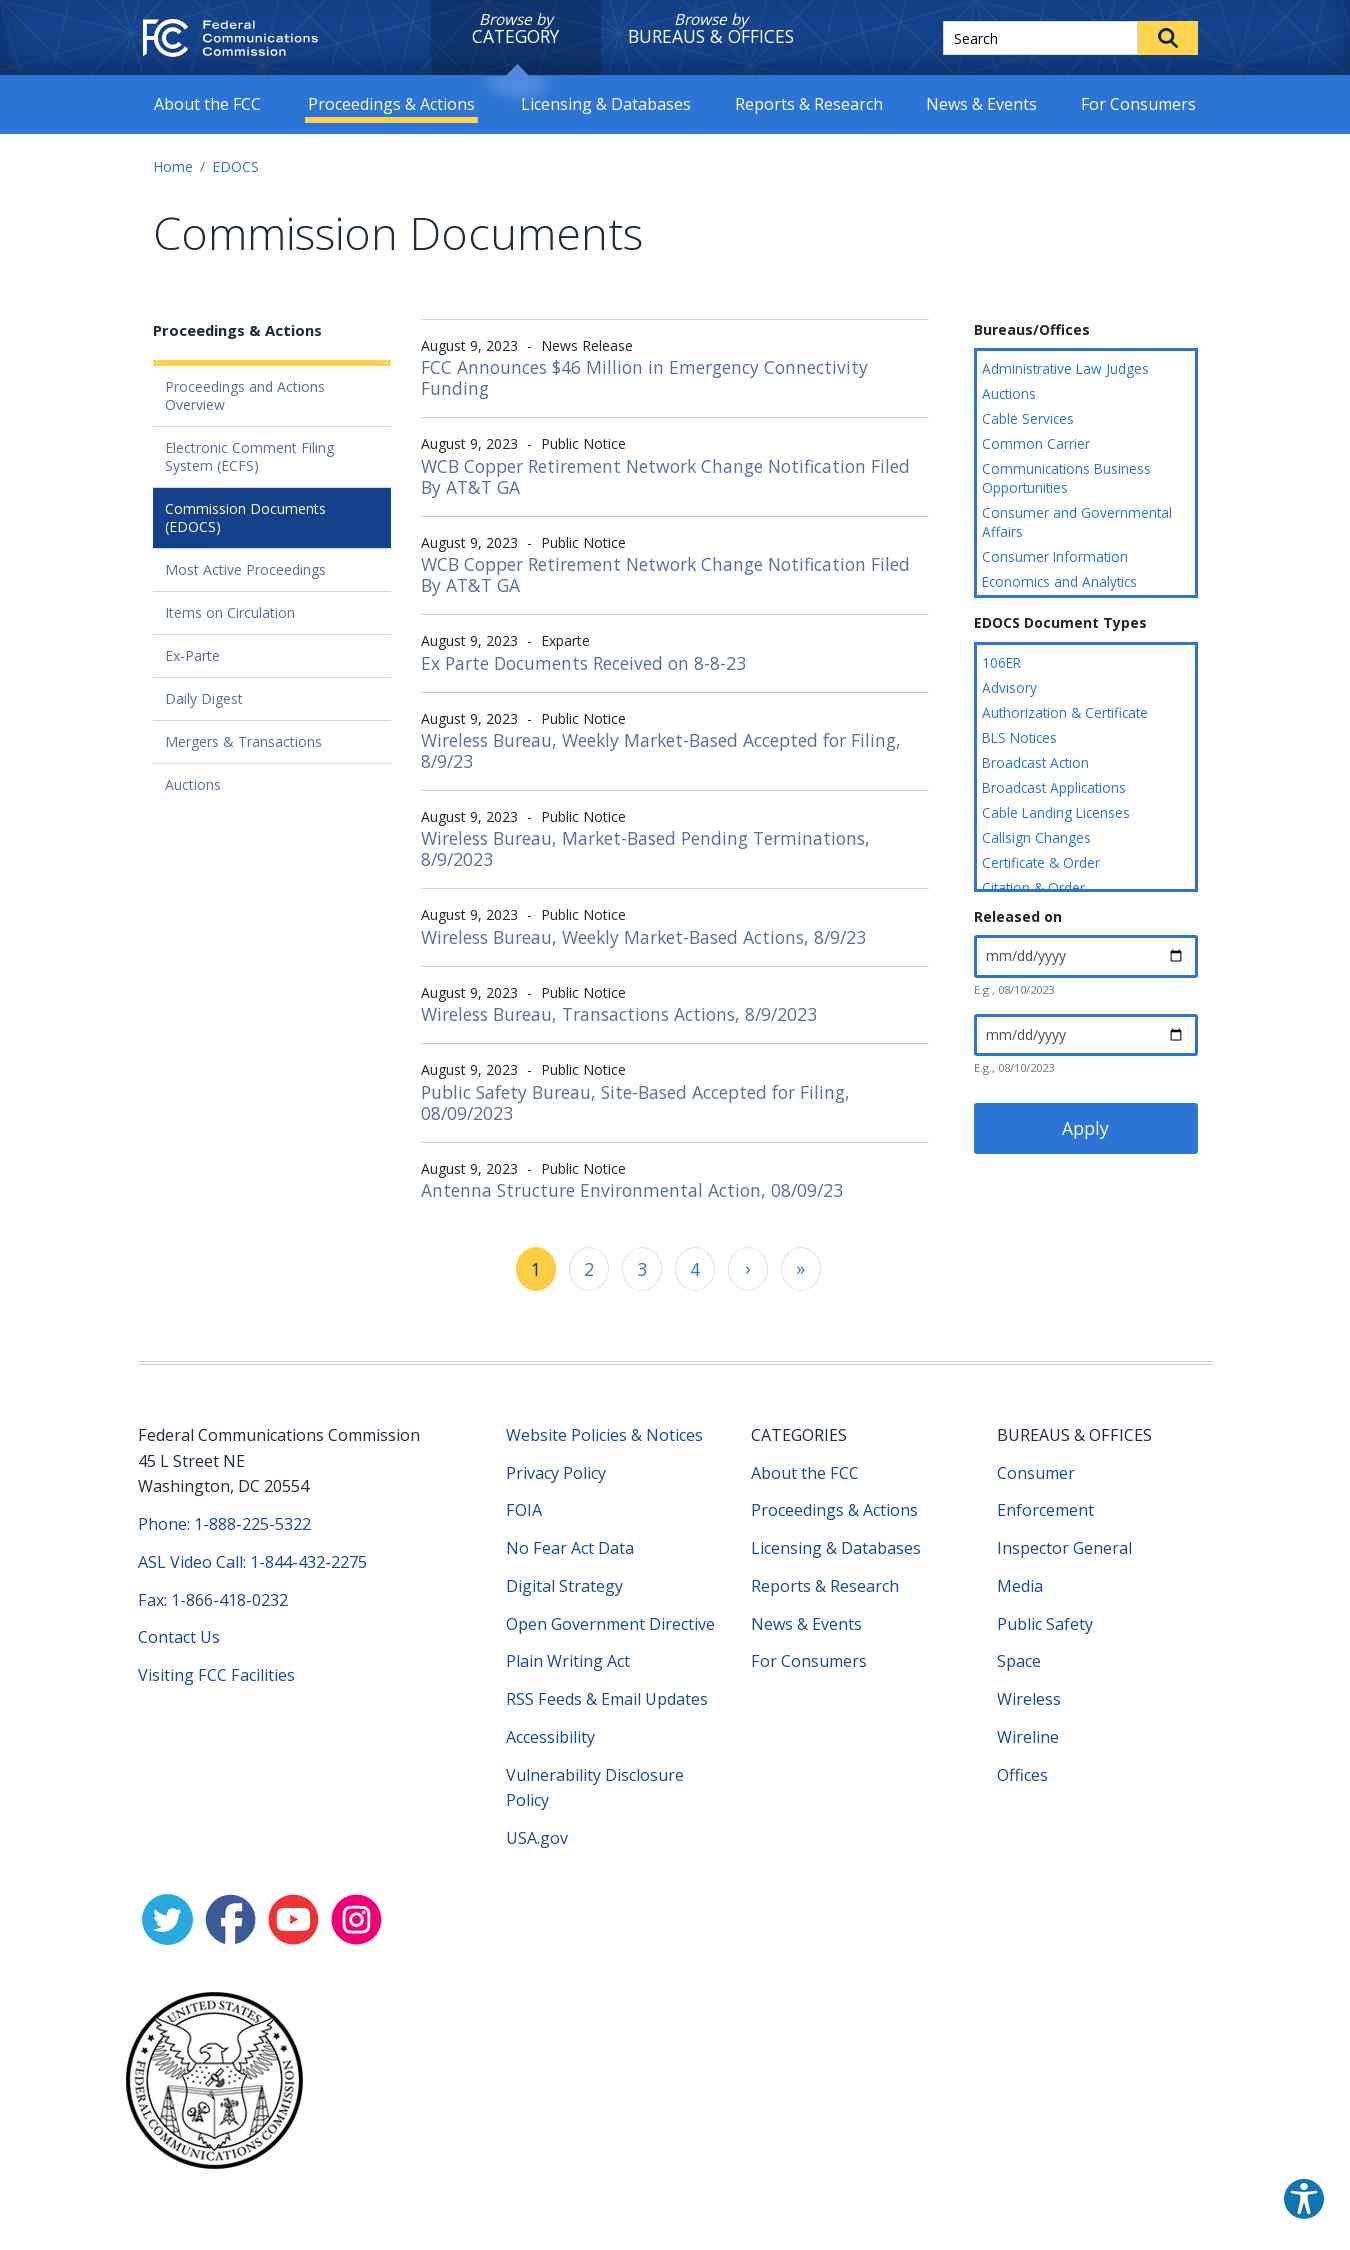 Federal
Communications
Commission
Browse by
CATEGORY
Browse by
BUREAUS & OFFICES
Search
About the FCC
Proceedings & Actions
Licensing & Databases
Reports & Research
News & Events
For Consumers
Home / EDOCS
Commission Documents
Proceedings & Actions
Proceedings and Actions
Overview
Electronic Comment Filing
System (ECFS)
Commission Documents
(EDOCS)
Most Active Proceedings
Items on Circulation
Ex-Parte
Daily Digest
Mergers & Transactions
Auctions
August 9, 2023 - News Release
FCC Announces $46 Million in Emergency Connectivity
Funding
August 9, 2023 - Public Notice
WCB Copper Retirement Network Change Notification Filed
By AT&T GA
August 9, 2023 - Public Notice
WCB Copper Retirement Network Change Notification Filed
By AT&T GA
August 9, 2023 - Exparte
Ex Parte Documents Received on 8-8-23
August 9, 2023 - Public Notice
Wireless Bureau, Weekly Market-Based Accepted for Filing,
8/9/23
August 9, 2023 - Public Notice
Wireless Bureau, Market-Based Pending Terminations,
8/9/2023
August 9, 2023 - Public Notice
Wireless Bureau, Weekly Market-Based Actions, 8/9/23
August 9, 2023 - Public Notice
Wireless Bureau, Transactions Actions, 8/9/2023
August 9, 2023 - Public Notice
Public Safety Bureau, Site-Based Accepted for Filing,
08/09/2023
August 9, 2023 - Public Notice
Antenna Structure Environmental Action, 08/09/23
Bureaus/Offices
Administrative Law Judges
Auctions
Cable Services
Common Carrier
Communications Business
Opportunities
Consumer and Governmental
Affairs
Consumer Information
Economics and Analytics
EDOCS Document Types
106ER
Advisory
Authorization & Certificate
BLS Notices
Broadcast Action
Broadcast Applications
Cable Landing Licenses
Callsign Changes
Certificate & Order
Citation & Order
Released on
mm/dd/yyyy
E.g., 08/10/2023
mm/dd/yyyy
E.g., 08/10/2023
Apply
1 2 3 4 › »
Federal Communications Commission
45 L Street NE
Washington, DC 20554
Phone: 1-888-225-5322
ASL Video Call: 1-844-432-2275
Fax: 1-866-418-0232
Contact Us
Visiting FCC Facilities
Website Policies & Notices
Privacy Policy
FOIA
No Fear Act Data
Digital Strategy
Open Government Directive
Plain Writing Act
RSS Feeds & Email Updates
Accessibility
Vulnerability Disclosure
Policy
USA.gov
CATEGORIES
About the FCC
Proceedings & Actions
Licensing & Databases
Reports & Research
News & Events
For Consumers
BUREAUS & OFFICES
Consumer
Enforcement
Inspector General
Media
Public Safety
Space
Wireless
Wireline
Offices
UNITED STATES
FEDERAL COMMUNICATIONS COMMISSION